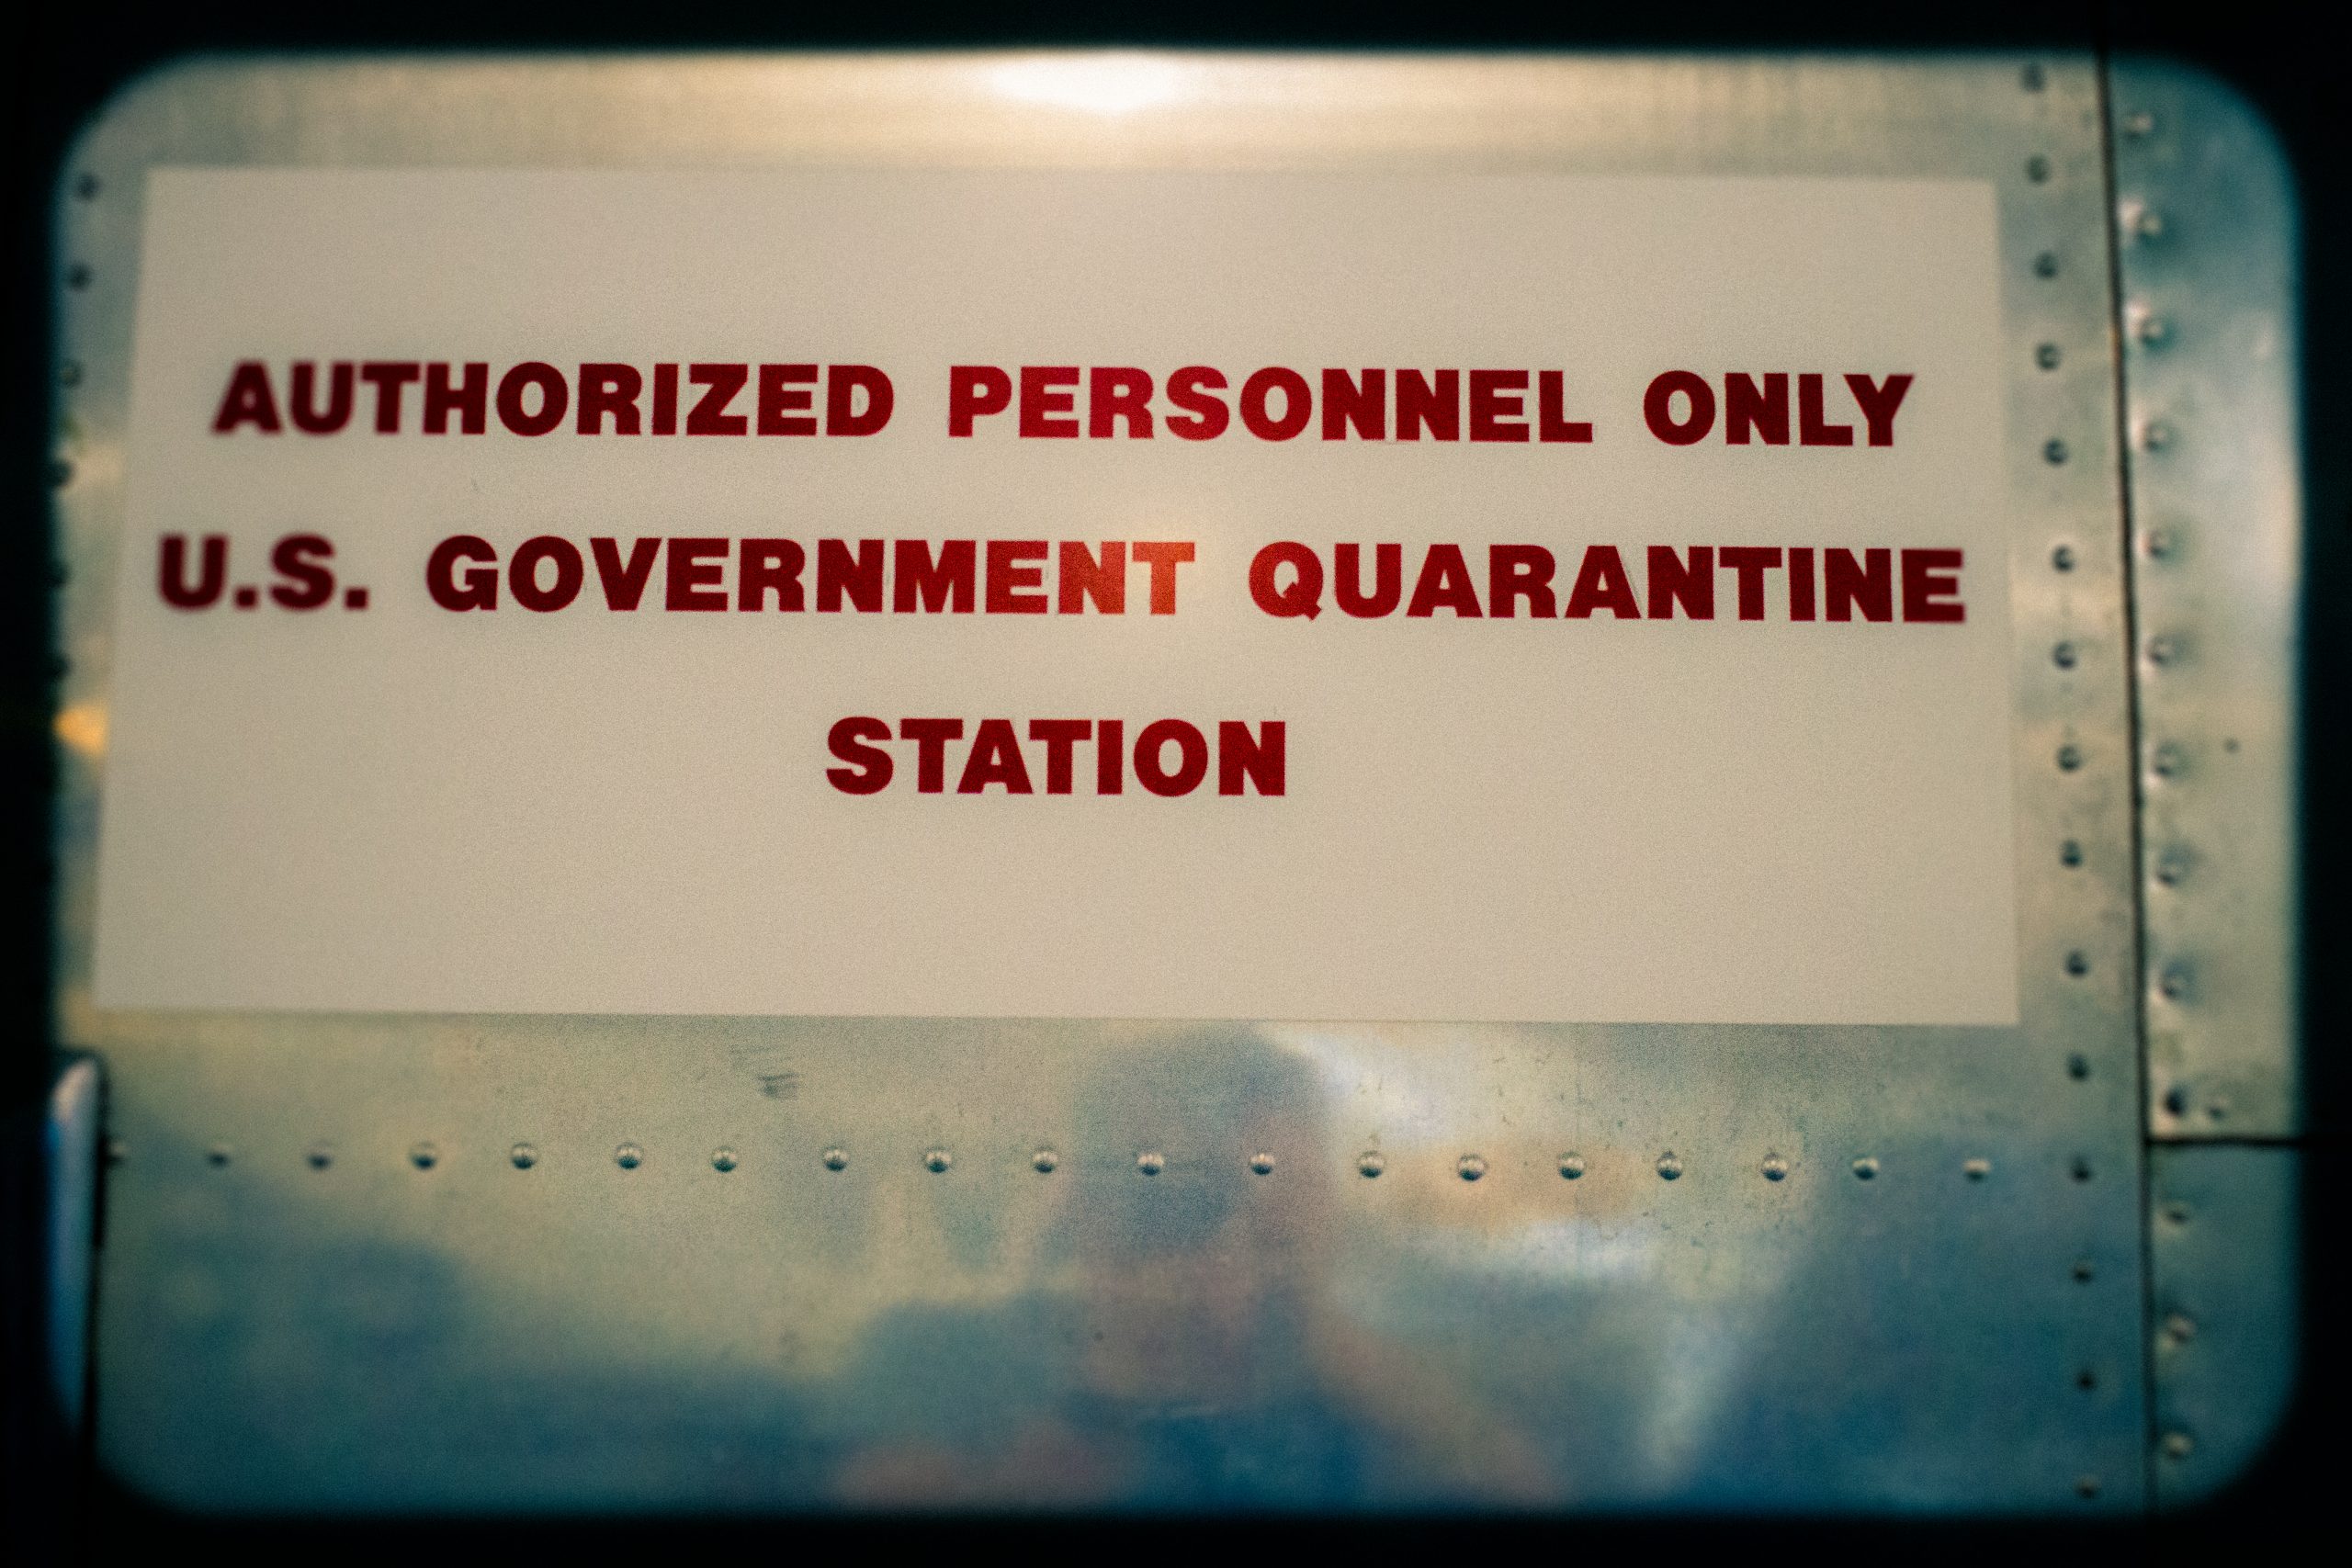 AUTHORIZED PERSONNEL ONLY
U.S. GOVERNMENT QUARANTINE
STATION